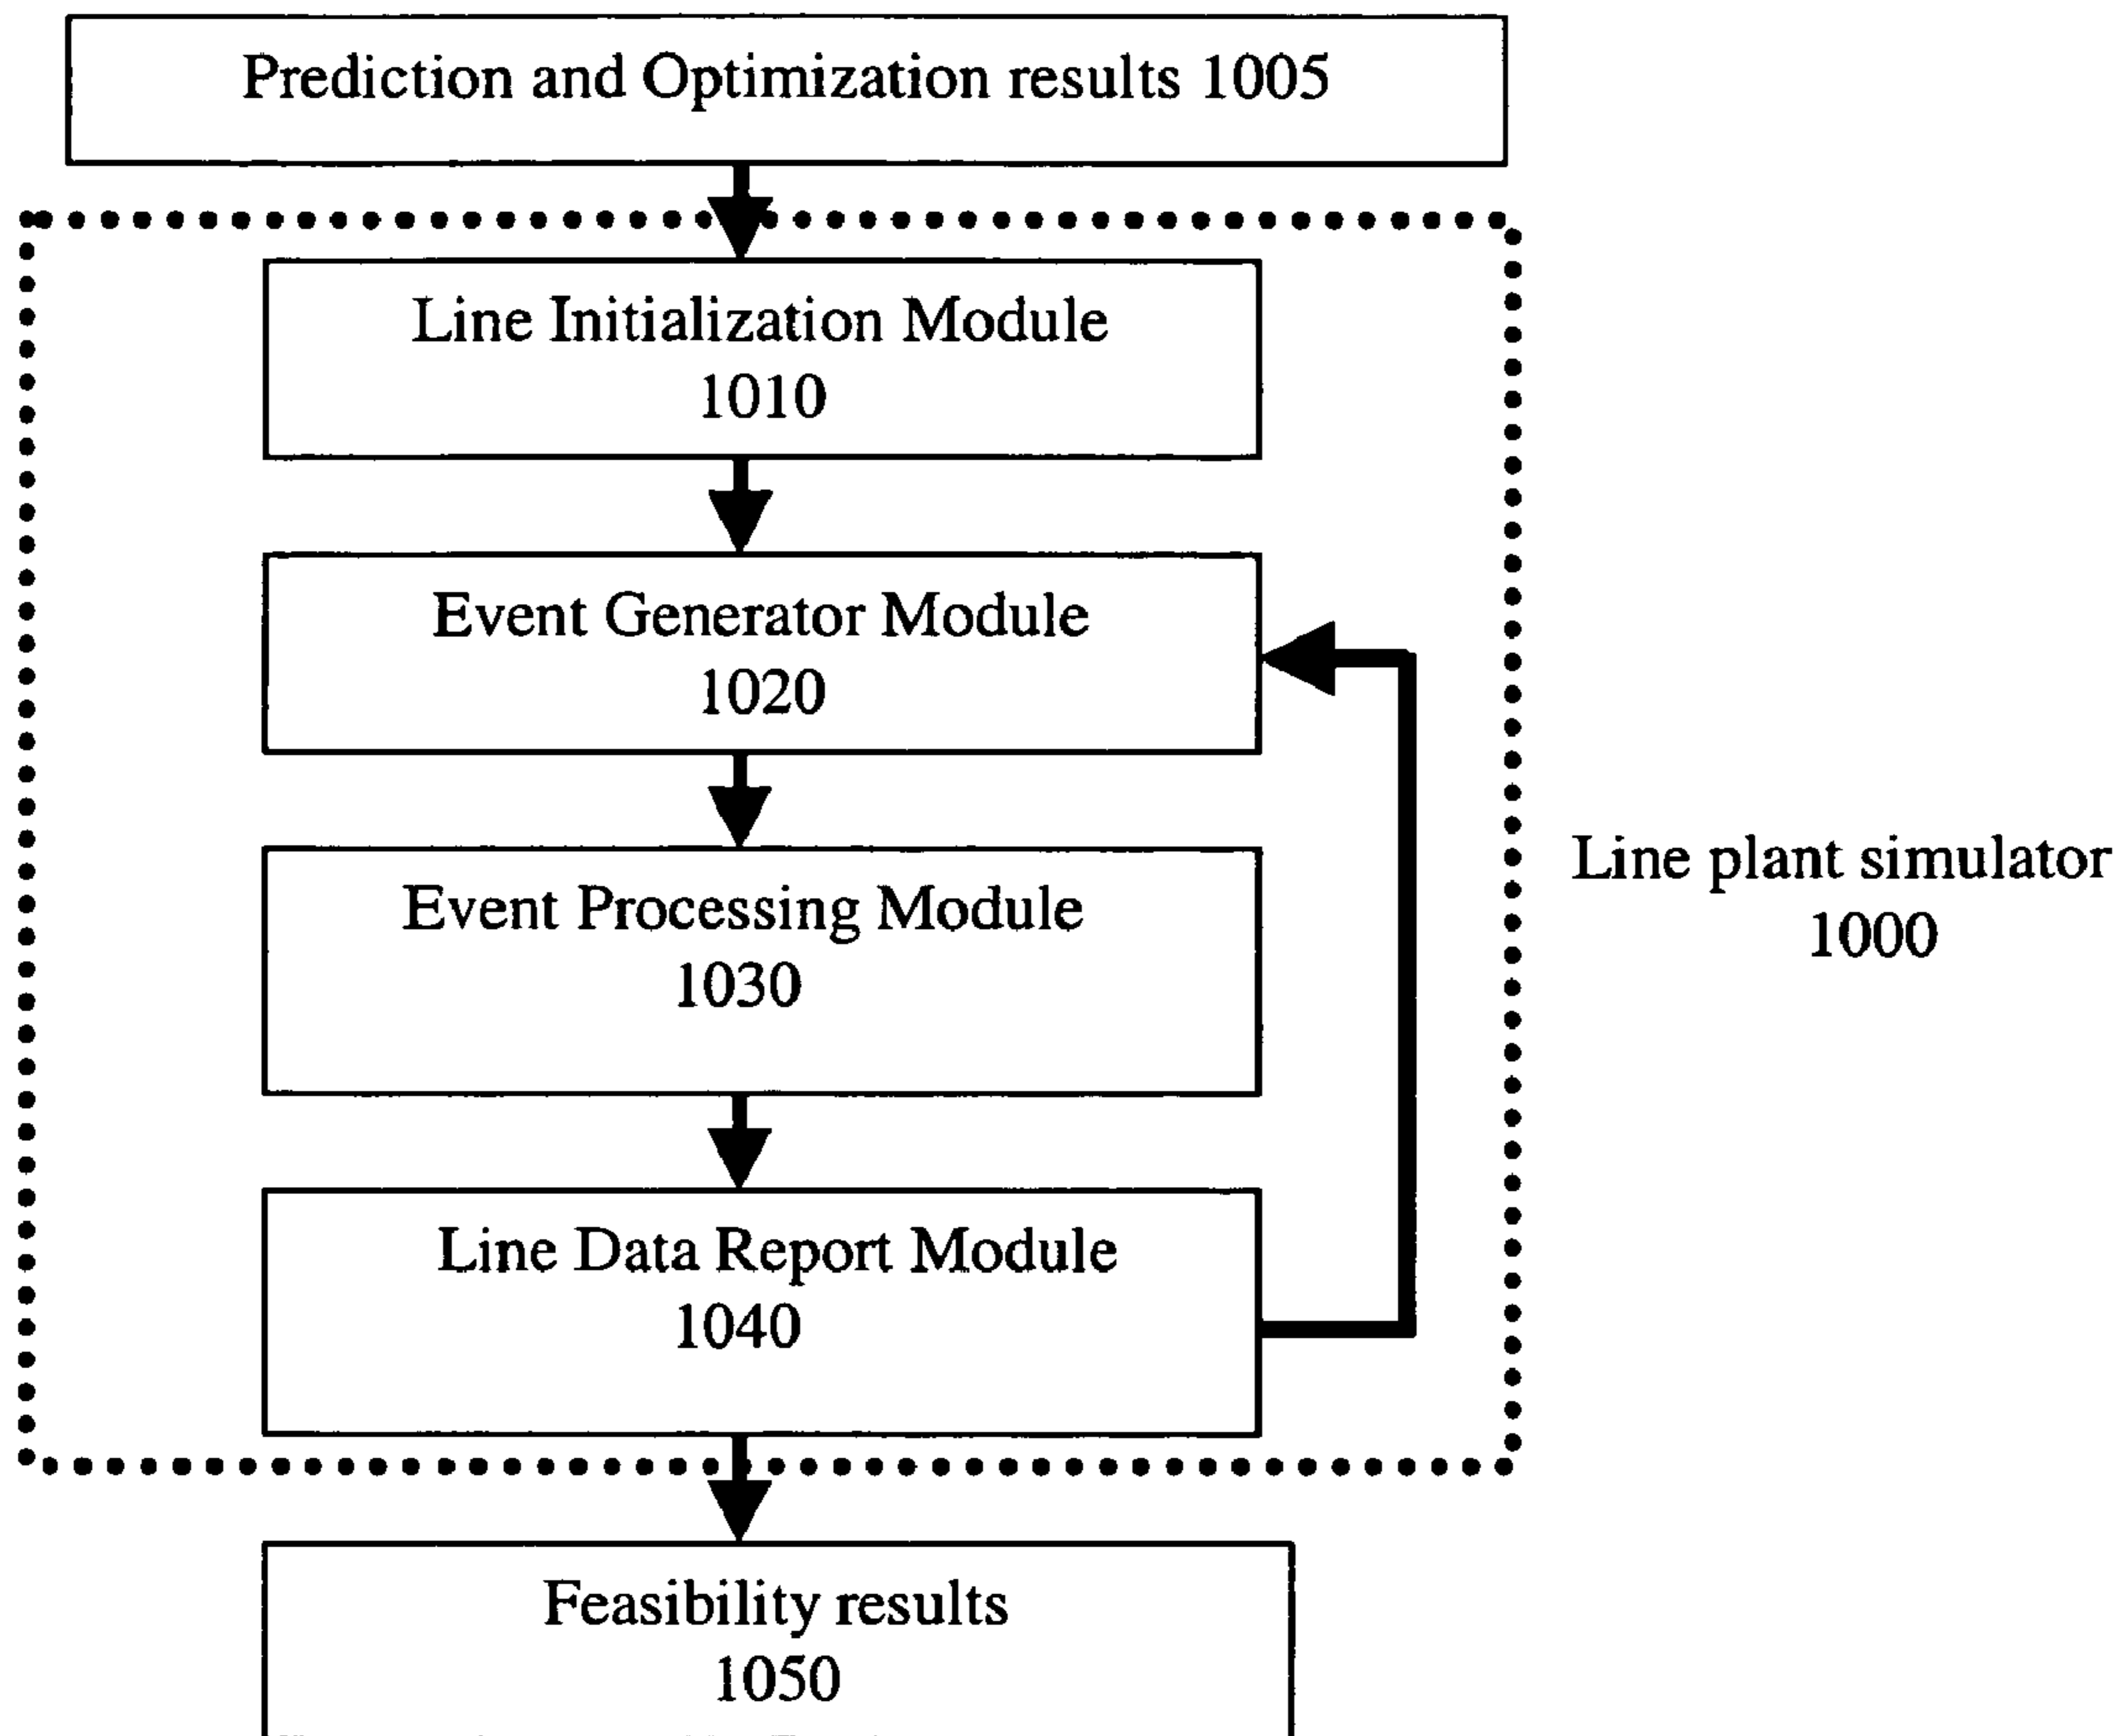 Prediction and Optimization results 1005
Line Initialization Module
1010
Event Generator Module
1020
Event Processing Module
1030
Line plant simulator
1000
Line Data Report Module
1040
Feasibility results
1050